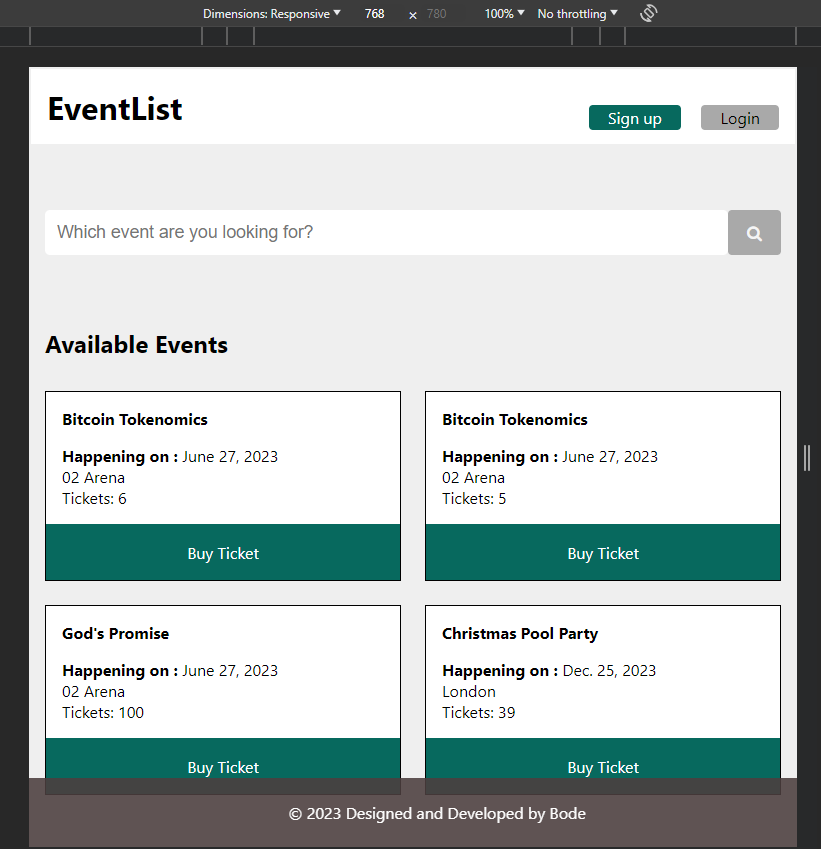 Dimensions: Responsive 768 × 780 100% No throttling
EventList
Sign up Login
Which event are you looking for?
Available Events
Bitcoin Tokenomics
Happening on : June 27, 2023
02 Arena
Tickets: 6
Buy Ticket
Bitcoin Tokenomics
Happening on : June 27, 2023
02 Arena
Tickets: 5
Buy Ticket
God's Promise
Happening on : June 27, 2023
02 Arena
Tickets: 100
Buy Ticket
Christmas Pool Party
Happening on : Dec. 25, 2023
London
Tickets: 39
Buy Ticket
© 2023 Designed and Developed by Bode